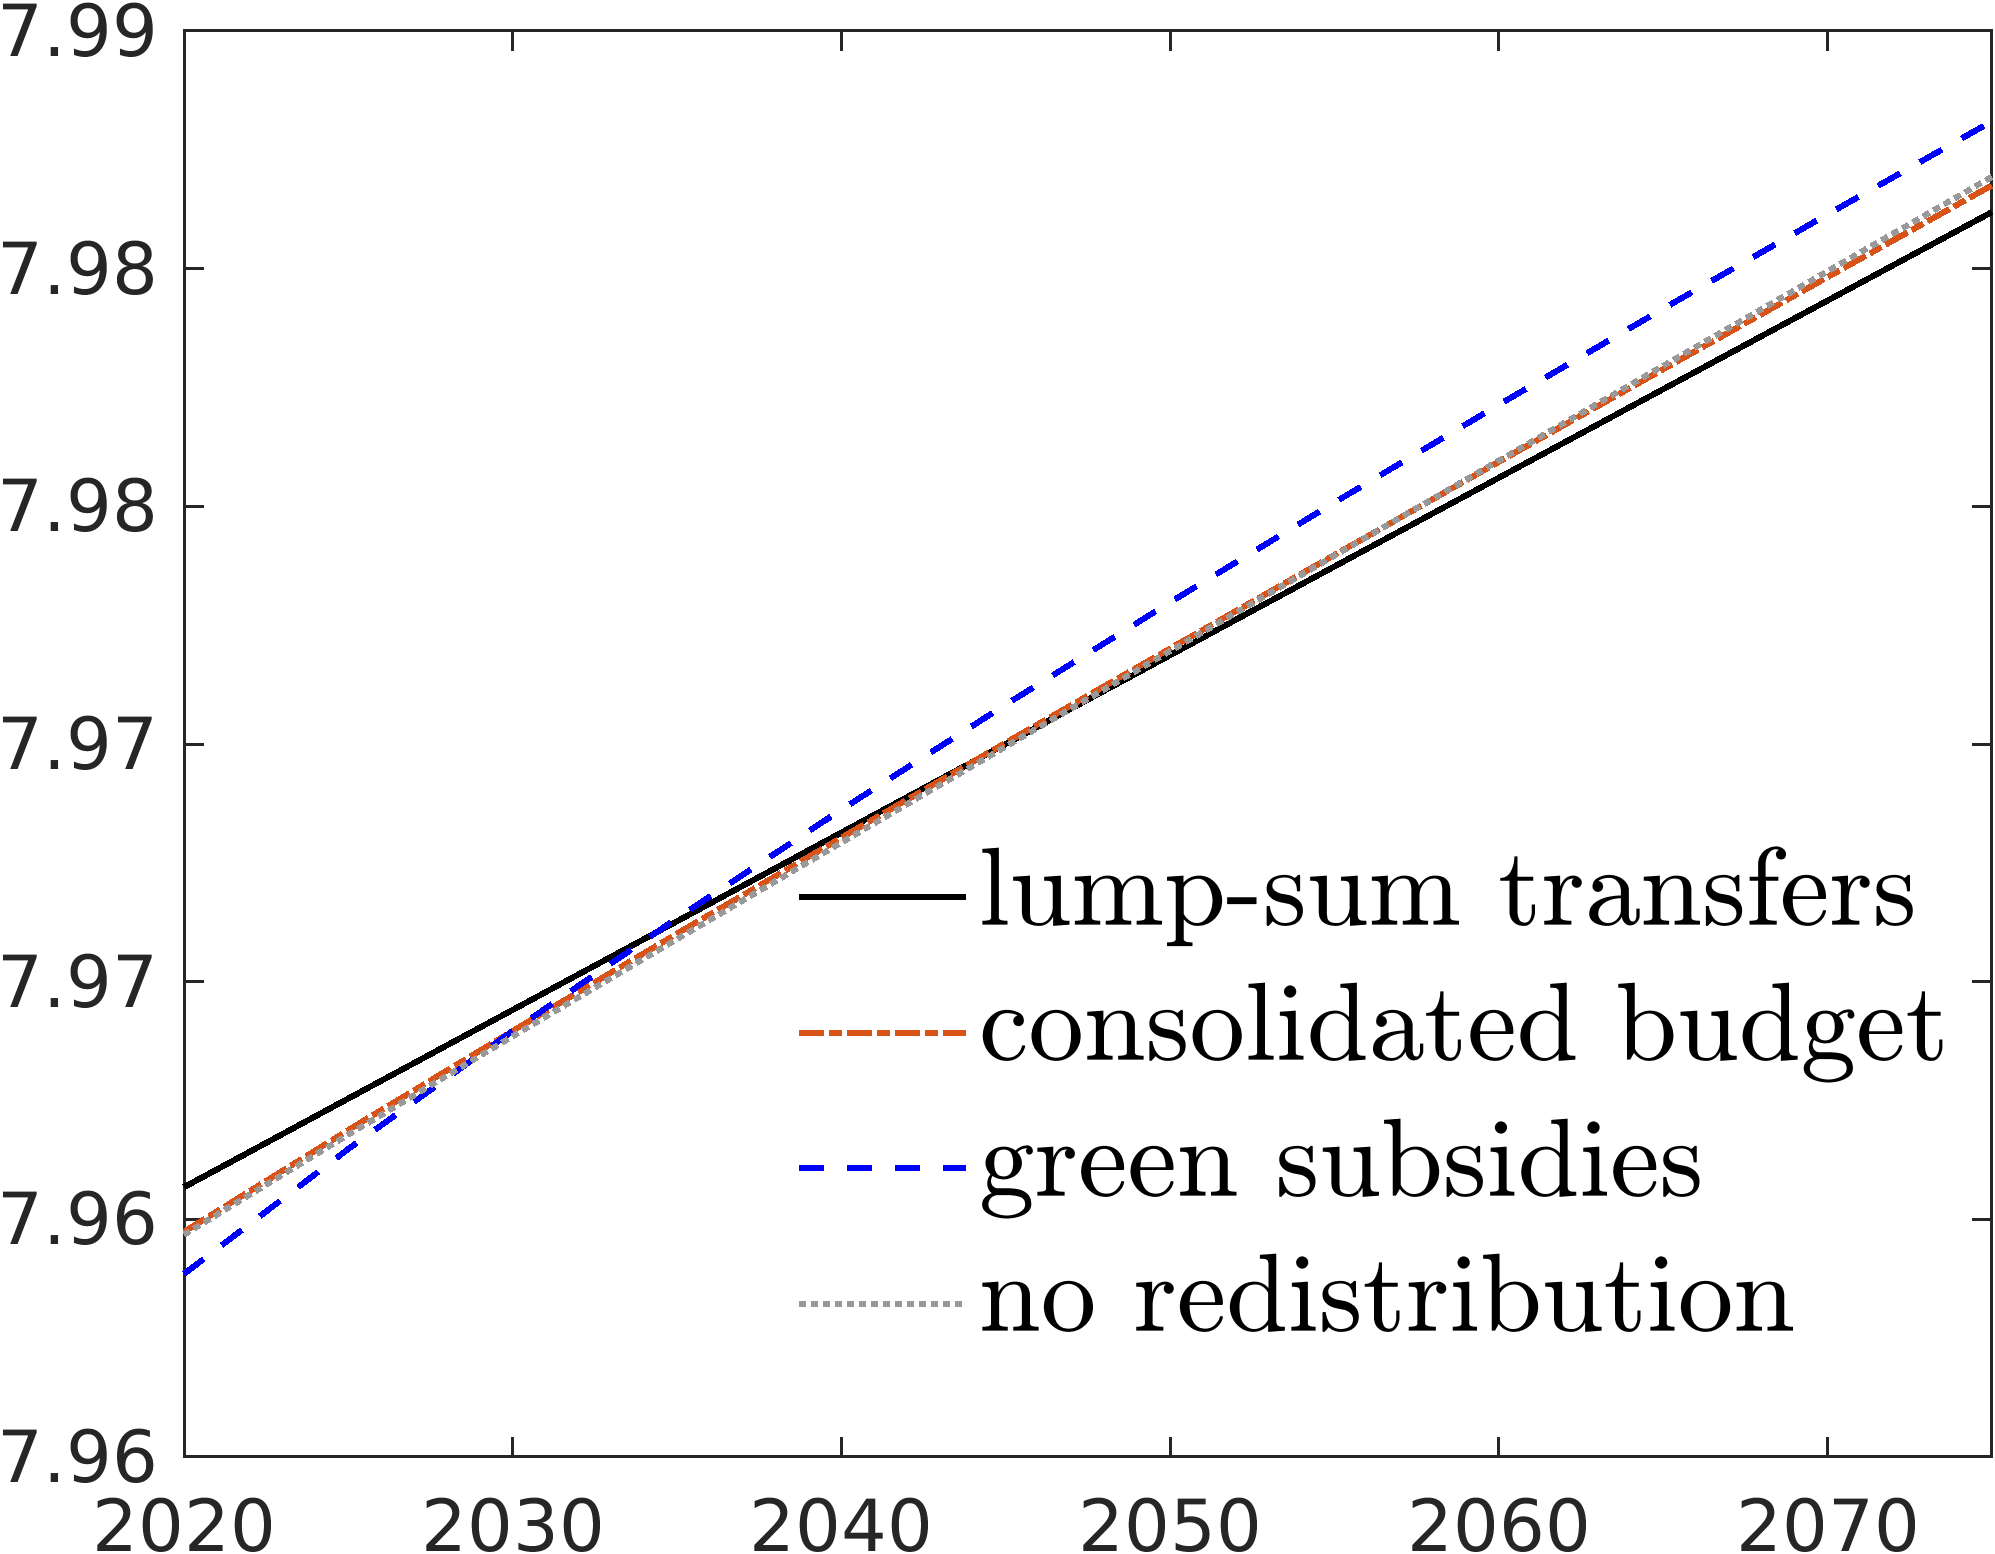 7.99
7.98
7.98
7.97
7.97
7.96
7.96
lump-sum transfers
consolidated budget
green subsidies
no redistribution
2020 2030 2040 2050 2060 2070